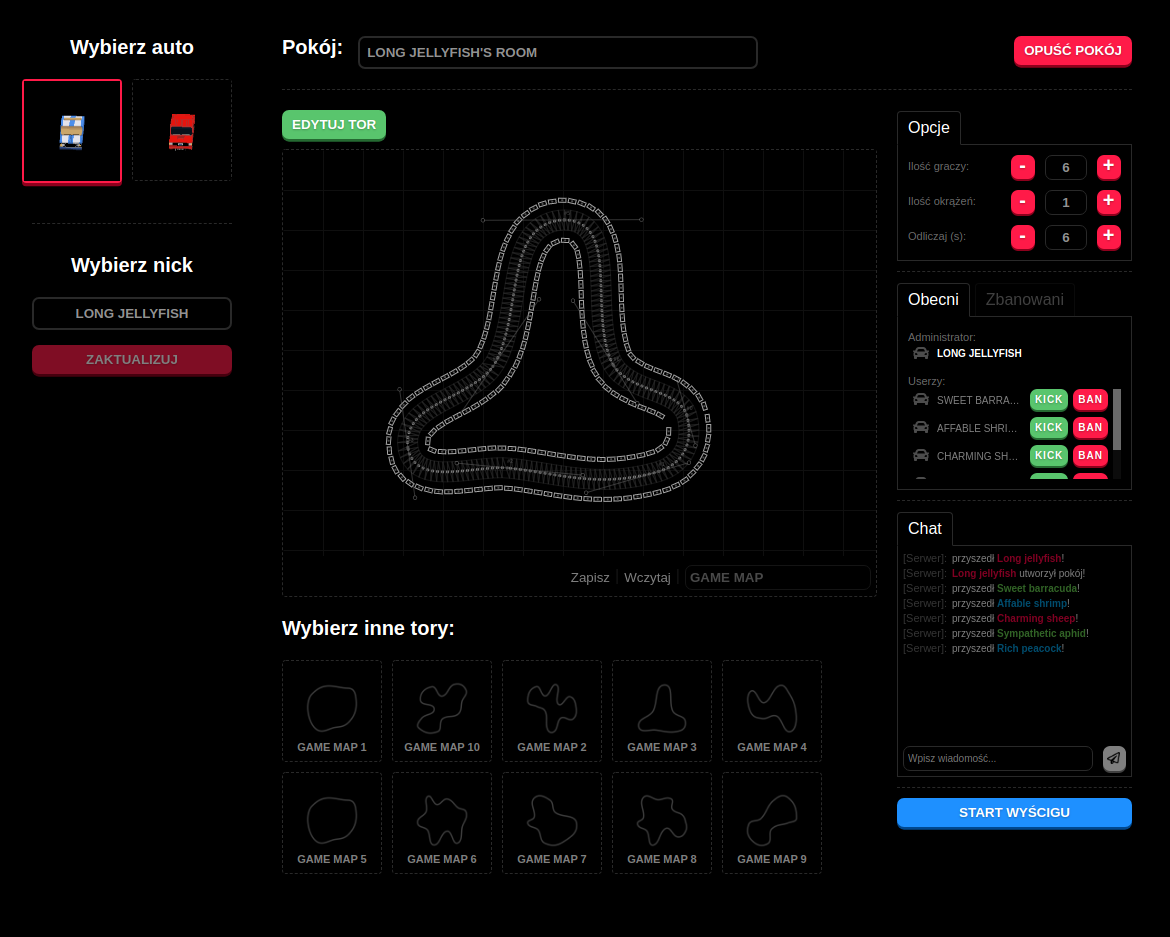 Wybierz auto
Wybierz nick
LONG JELLYFISH
ZAKTUALIZUJ
Pokój: LONG JELLYFISH'S ROOM
OPUŚĆ POKÓJ
EDYTUJ TOR
Zapisz Wczytaj GAME MAP
Wybierz inne tory:
GAME MAP 1 GAME MAP 10 GAME MAP 2 GAME MAP 3 GAME MAP 4
GAME MAP 5 GAME MAP 6 GAME MAP 7 GAME MAP 8 GAME MAP 9
Opcje
Ilość graczy: - 6 +
Ilość okrążeń: - 1 +
Odliczaj (s): - 6 +
Obecni Zbanowani
Administrator:
LONG JELLYFISH
Userzy:
SWEET BARRA... KICK BAN
AFFABLE SHRI... KICK BAN
CHARMING SH... KICK BAN
Chat
[Serwer]: przyszedł Long jellyfish!
[Serwer]: Long jellyfish utworzył pokój!
[Serwer]: przyszedł Sweet barracuda!
[Serwer]: przyszedł Affable shrimp!
[Serwer]: przyszedł Charming sheep!
[Serwer]: przyszedł Sympathetic aphid!
[Serwer]: przyszedł Rich peacock!
Wpisz wiadomość...
START WYŚCIGU